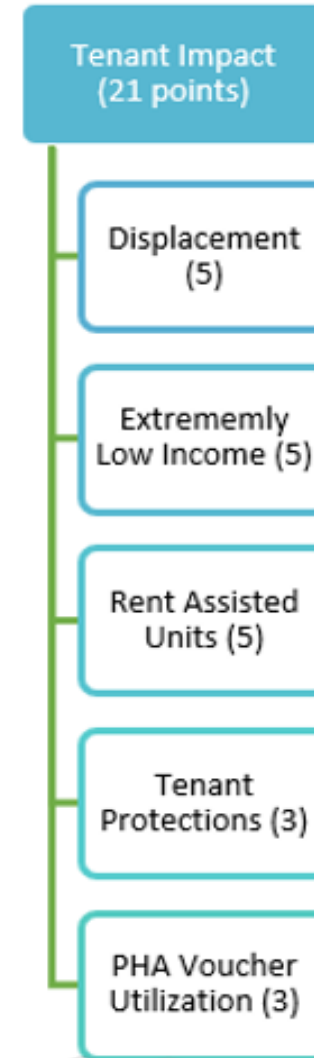 Tenant Impact
(21 points)
Displacement
(5)
Extrememly
Low Income (5)
Rent Assisted
Units (5)
Tenant
Protections (3)
PHA Voucher
Utilization (3)